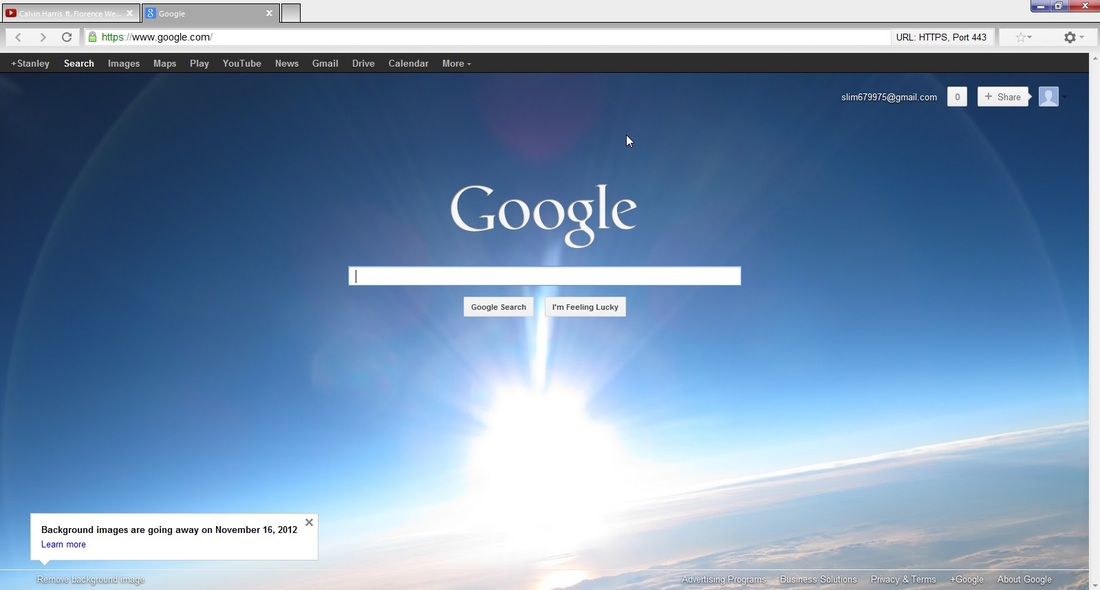 Calvin Harris ft. Florence We...
Google
https://www.google.com/
URL: HTTPS, Port 443
+Stanley Search Images Maps Play YouTube News Gmail Drive Calendar More
slim679975@gmail.com 0 + Share
Google
Google Search I'm Feeling Lucky
Background images are going away on November 16, 2012
Learn more
Remove background image Advertising Programs Business Solutions Privacy & Terms +Google About Google